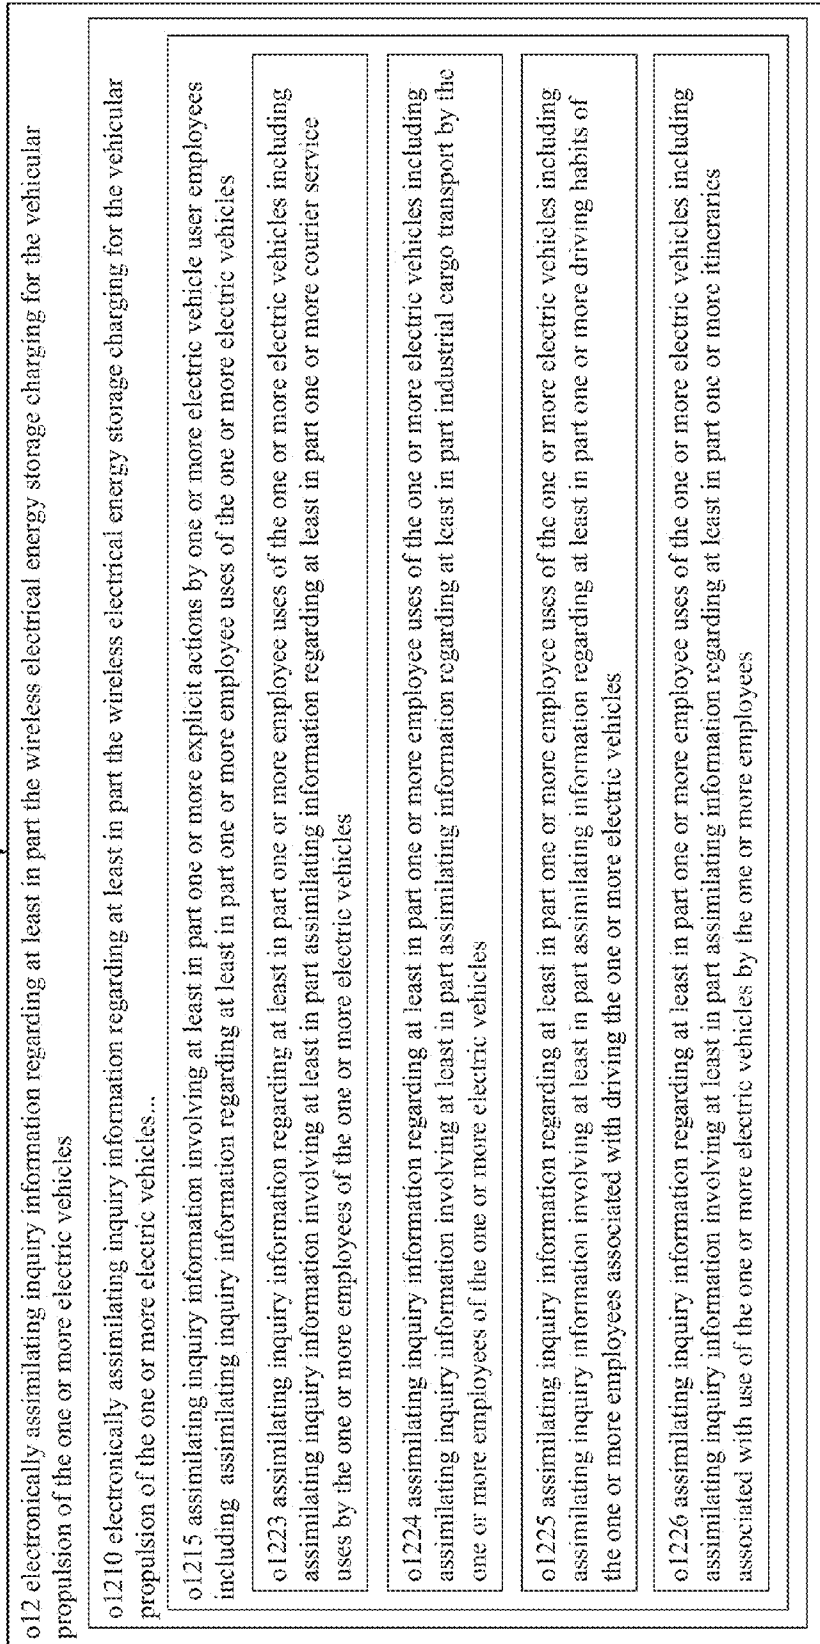 o12 electronically assimilating inquiry information regarding at least in part the wireless electrical energy storage charging for the vehicular
propulsion of the one or more electric vehicles
o1210 electronically assimilating inquiry information regarding at least in part the wireless electrical energy storage charging for the vehicular
propulsion of the one or more electric vehicles...
o1215 assimilating inquiry information involving at least in part one or more explicit actions by one or more electric vehicle user employees
including assimilating inquiry information regarding at least in part one or more employee uses of the one or more electric vehicles
o1223 assimilating inquiry information regarding at least in part one or more employee uses of the one or more electric vehicles including
assimilating inquiry information involving at least in part assimilating information regarding at least in part one or more courier service
uses by the one or more employees of the one or more electric vehicles
o1224 assimilating inquiry information regarding at least in part one or more employee uses of the one or more electric vehicles including
assimilating inquiry information involving at least in part assimilating information regarding at least in part industrial cargo transport by the
one or more employees of the one or more electric vehicles
o1225 assimilating inquiry information regarding at least in part one or more employee uses of the one or more electric vehicles including
assimilating inquiry information involving at least in part assimilating information regarding at least in part one or more driving habits of
the one or more employees associated with driving the one or more electric vehicles
o1226 assimilating inquiry information regarding at least in part one or more employee uses of the one or more electric vehicles including
assimilating inquiry information involving at least in part assimilating information regarding at least in part one or more itineraries
associated with use of the one or more electric vehicles by the one or more employees